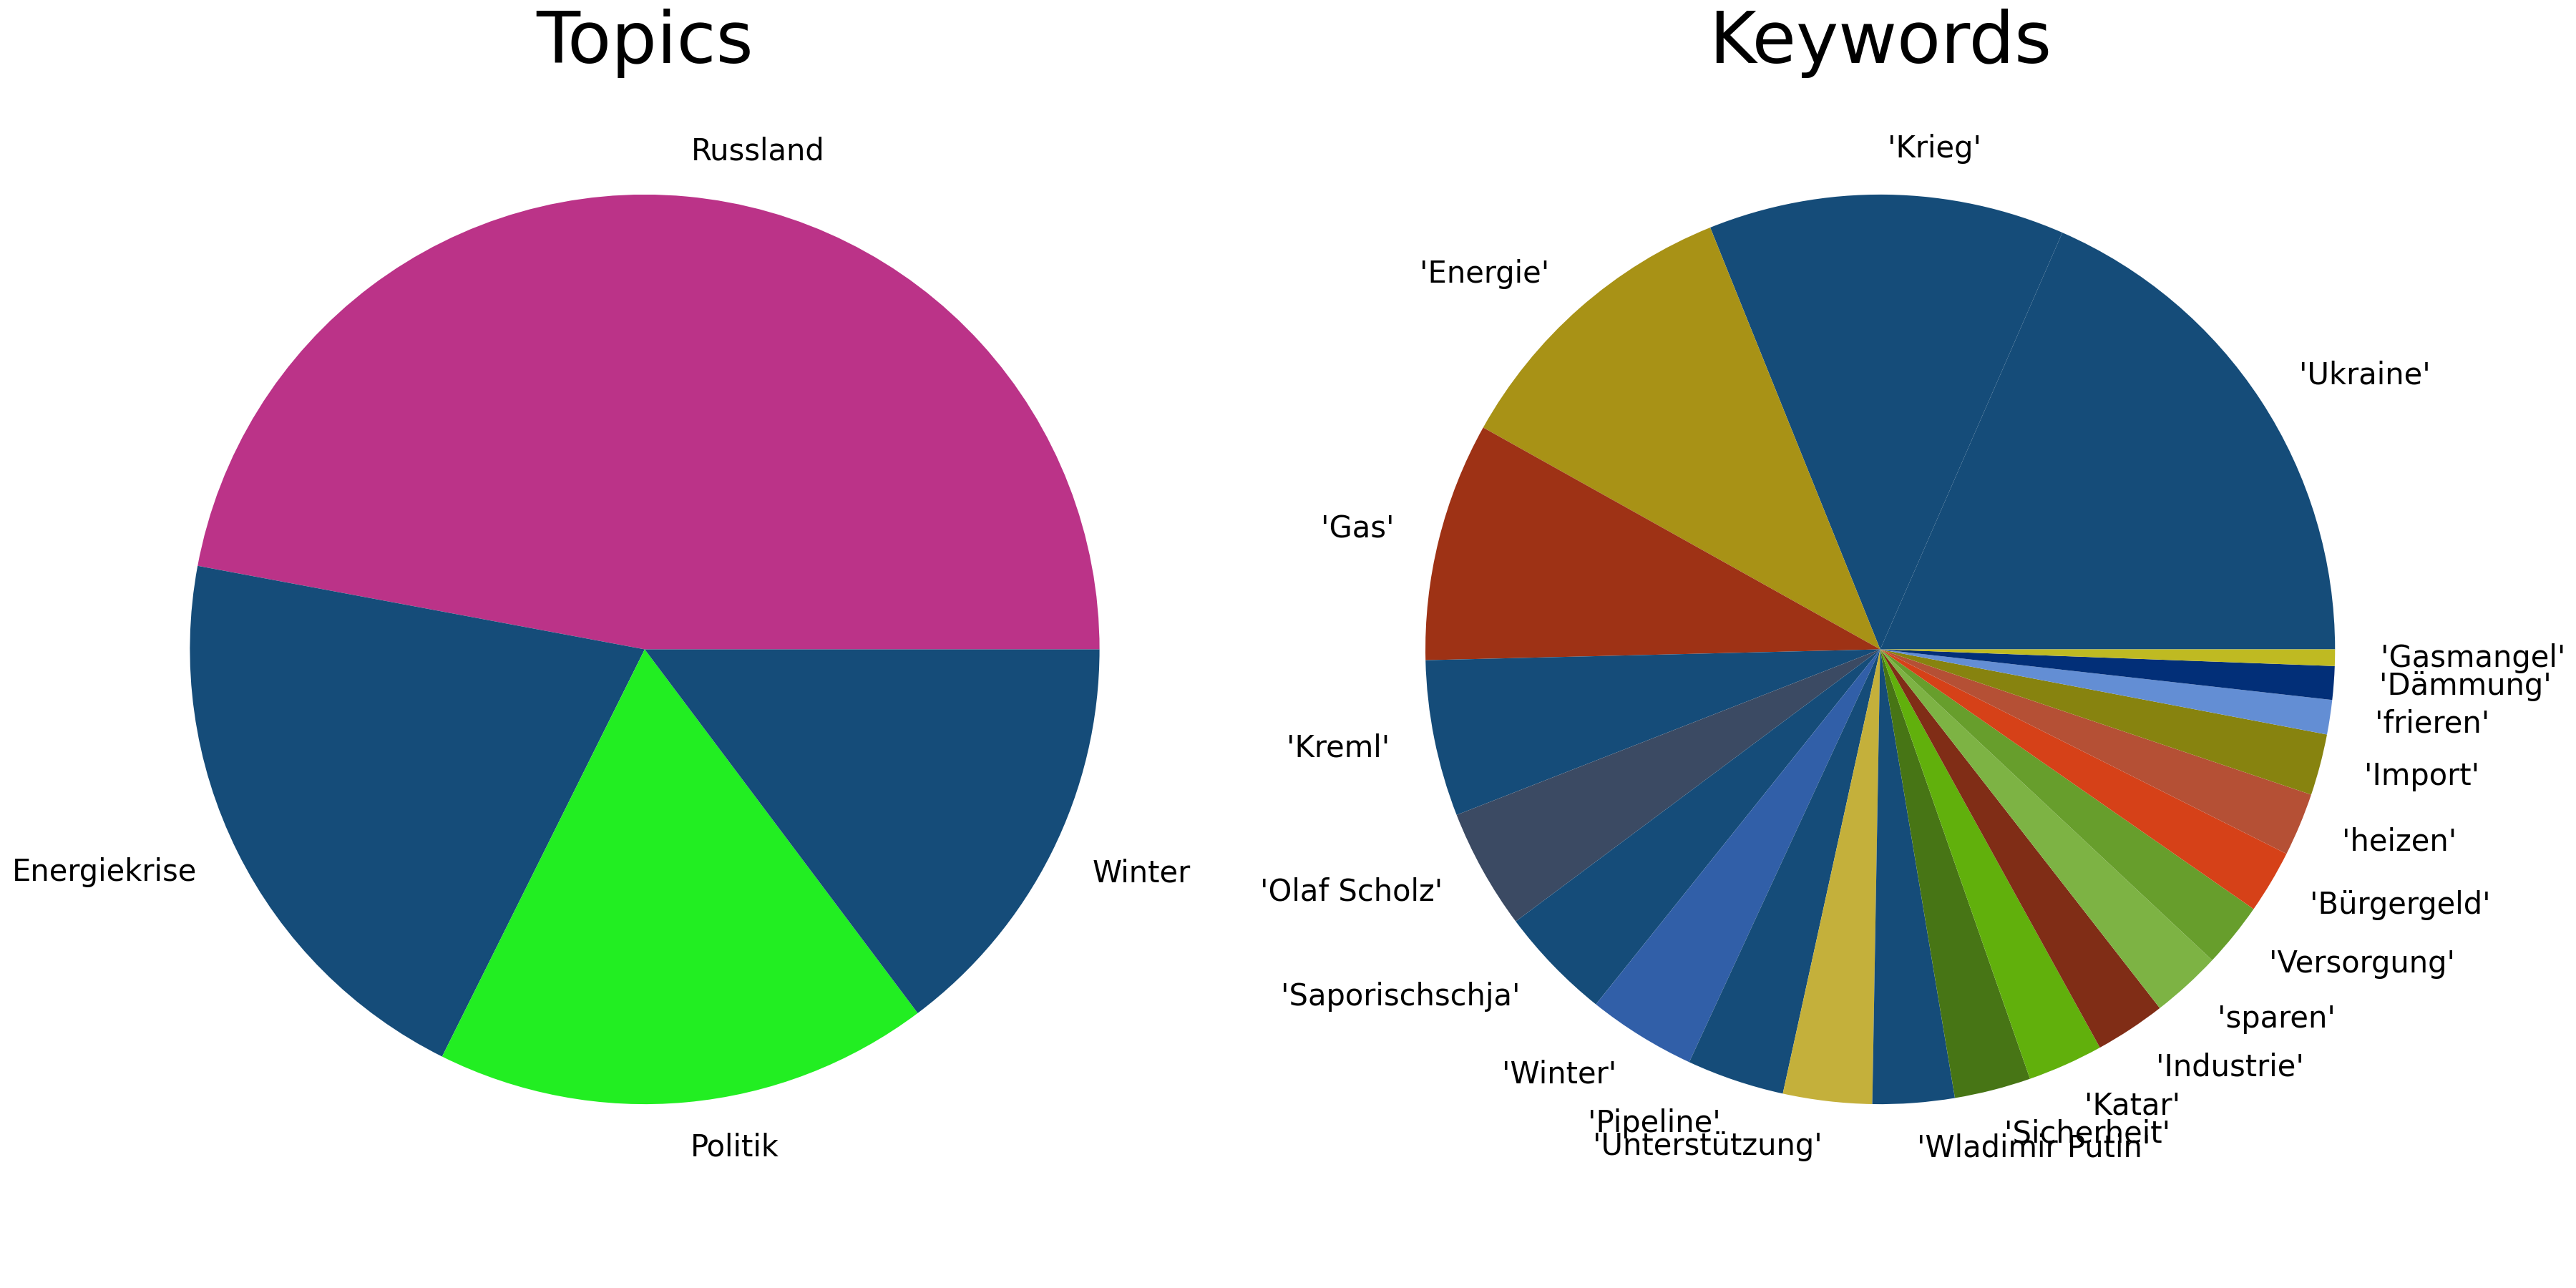 Topics
Russland
Energiekrise
Politik
Winter
Keywords
'Ukraine'
'Krieg'
'Energie'
'Gas'
'Kreml'
'Olaf Scholz'
'Saporischschja'
'Winter'
'Pipeline'
'Unterstützung'
'Wladimir Putin'
'Sicherheit'
'Katar'
'Industrie'
'sparen'
'Versorgung'
'Bürgergeld'
'heizen'
'Import'
'frieren'
'Dämmung'
'Gasmangel'